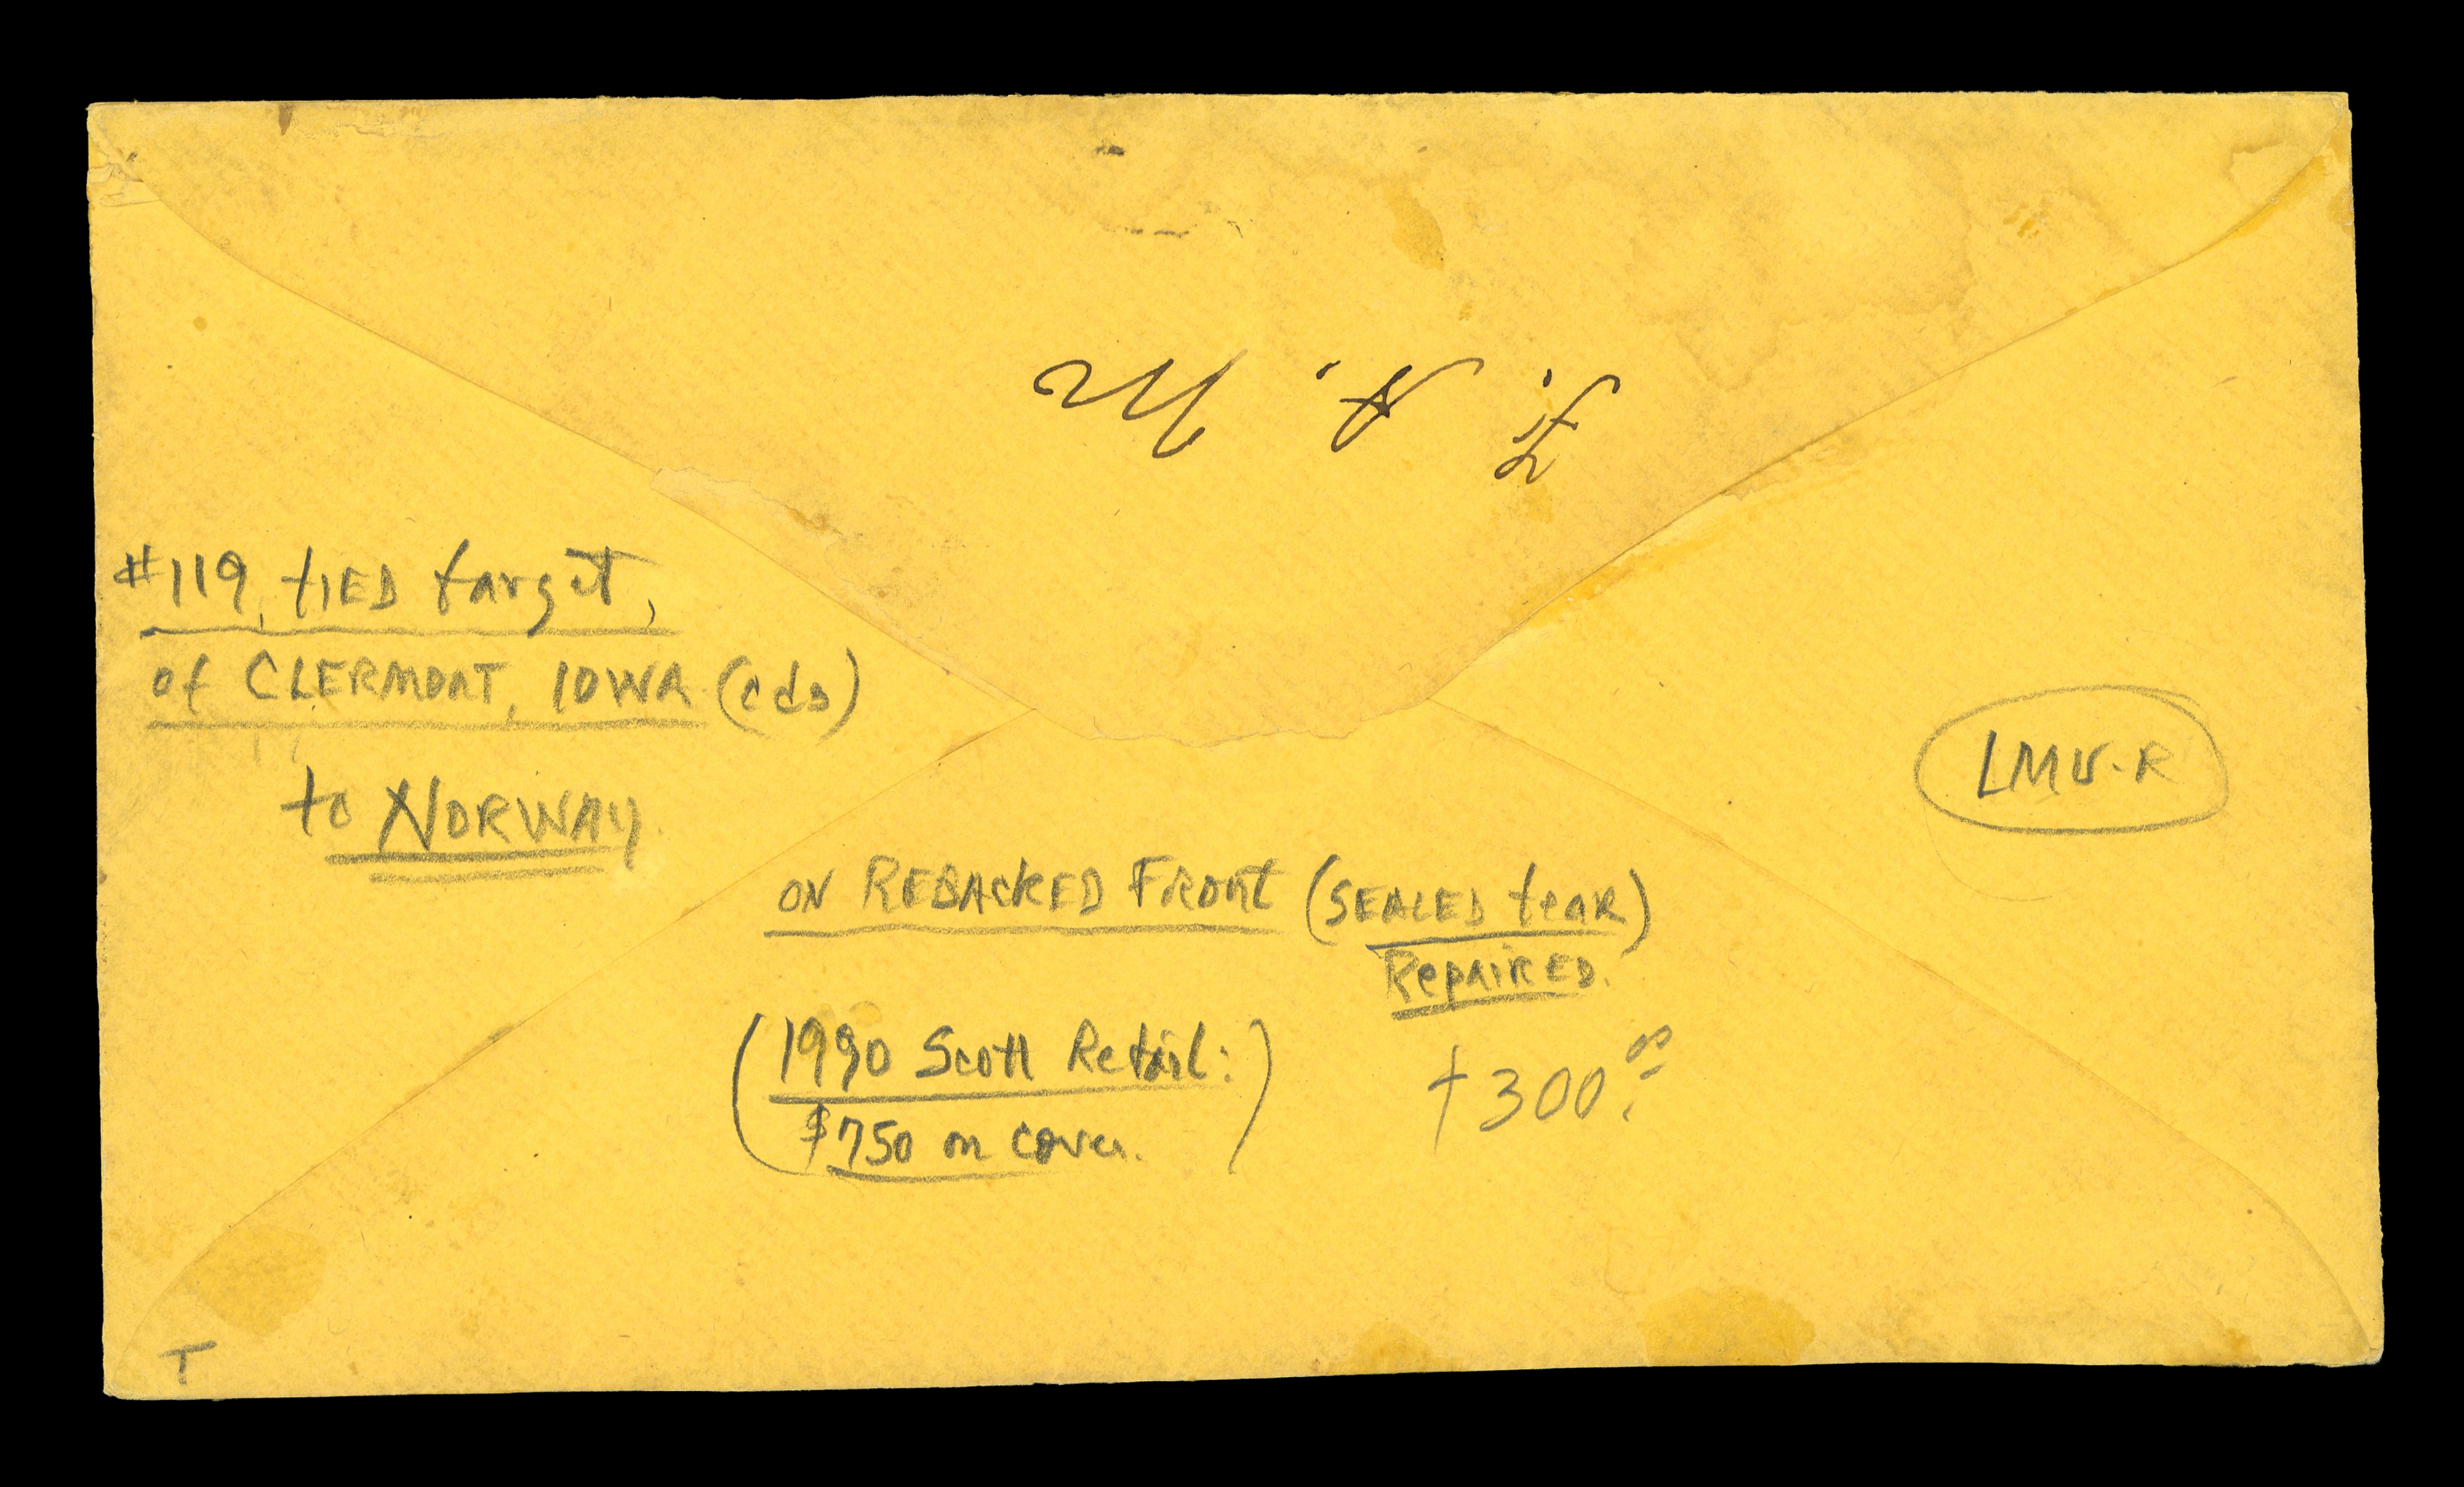 F. A. M
#119, tIED target,
of CLERMONT, IOWA (cds)
to NORWAY
LMU-R
ON REBACKED FRONT (SEALED teaR)
RepAIRED.
(1990 Scott Retail:
$750 on cover.)
300.00
T